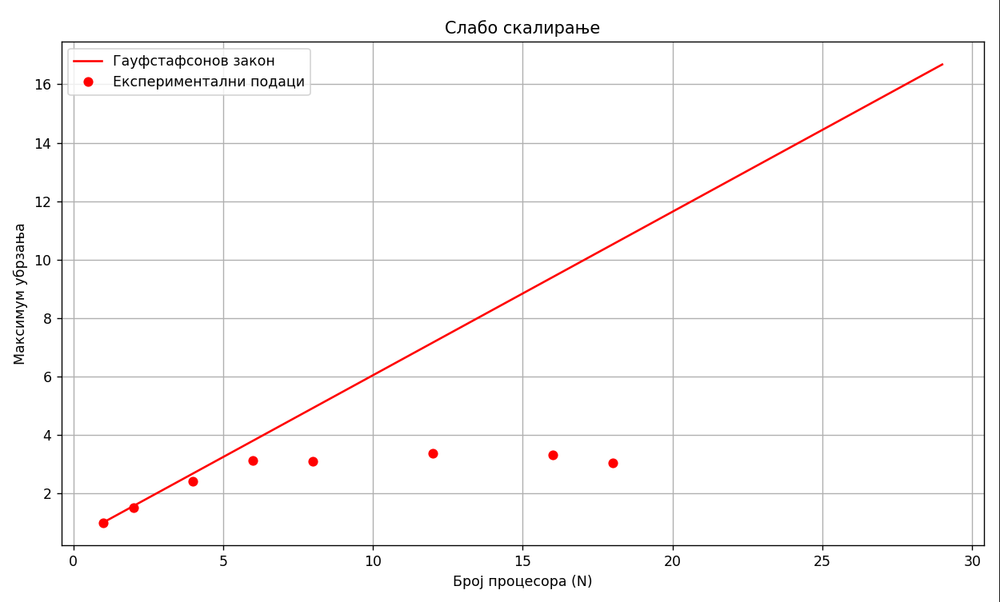 Слабо скалирање
Гауфстафсонов закон
Експериментални подаци
Максимум убрзања
16
14
12
10
8
6
4
2
0 5 10 15 20 25 30
Број процесора (N)